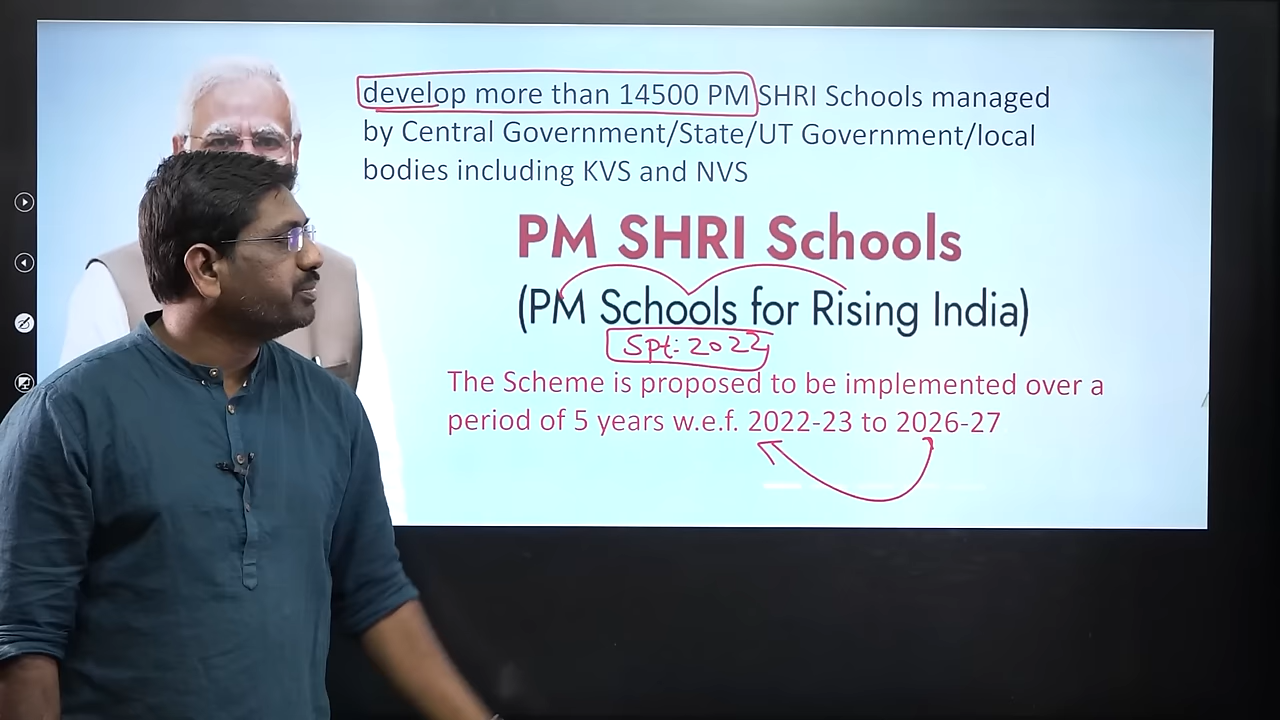 develop more than 14500 PM SHRI Schools managed
by Central Government/State/UT Government/local
bodies including KVS and NVS
PM SHRI Schools
(PM Schools for Rising India)
Spt: 2022
The Scheme is proposed to be implemented over a
period of 5 years w.e.f. 2022-23 to 2026-27